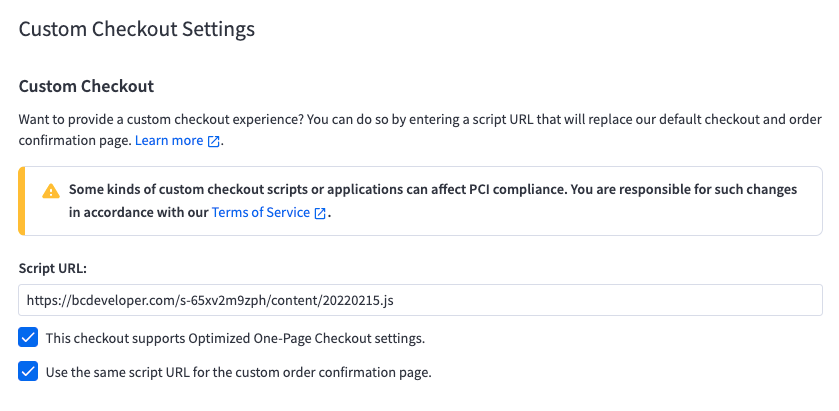 Custom Checkout Settings
Custom Checkout
Want to provide a custom checkout experience? You can do so by entering a script URL that will replace our default checkout and order
confirmation page. Learn more.
Some kinds of custom checkout scripts or applications can affect PCI compliance. You are responsible for such changes
in accordance with our Terms of Service.
Script URL:
https://bcdeveloper.com/s-65xv2m9zph/content/20220215.js
This checkout supports Optimized One-Page Checkout settings.
Use the same script URL for the custom order confirmation page.